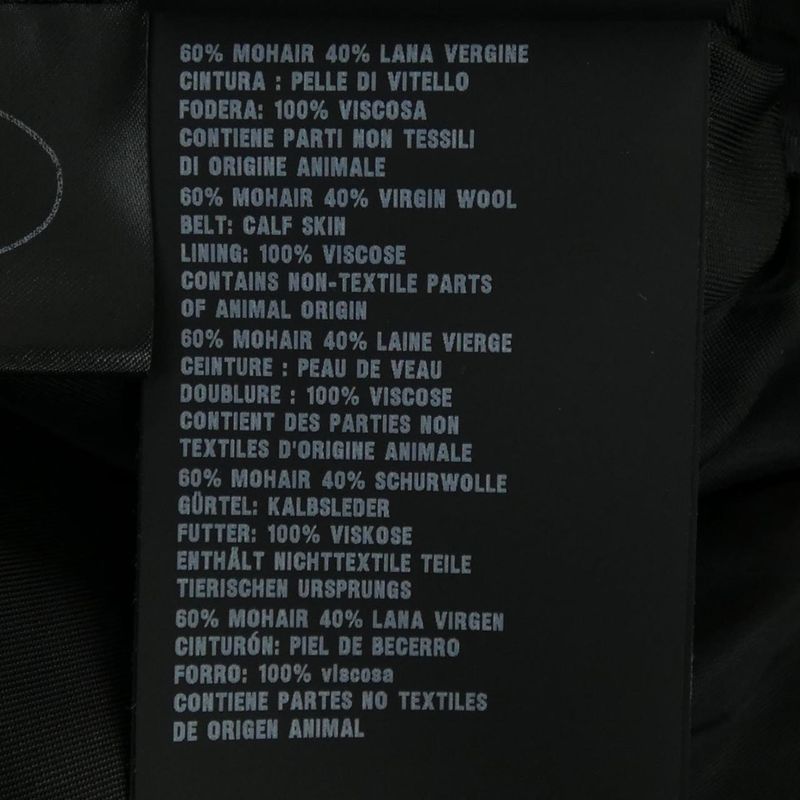 60% MOHAIR 40% LANA VERGINE
CINTURA : PELLE DI VITELLO
FODERA: 100% VISCOSA
CONTIENE PARTI NON TESSILI
DI ORIGINE ANIMALE
60% MOHAIR 40% VIRGIN WOOL
BELT: CALF SKIN
LINING: 100% VISCOSE
CONTAINS NON-TEXTILE PARTS
OF ANIMAL ORIGIN
60% MOHAIR 40% LAINE VIERGE
CEINTURE : PEAU DE VEAU
DOUBLURE : 100% VISCOSE
CONTIENT DES PARTIES NON
TEXTILES D'ORIGINE ANIMALE
60% MOHAIR 40% SCHURWOLLE
GÜRTEL: KALBSLEDER
FUTTER: 100% VISKOSE
ENTHÄLT NICHTTEXTILE TEILE
TIERISCHEN URSPRUNGS
60% MOHAIR 40% LANA VIRGEN
CINTURÓN: PIEL DE BECERRO
FORRO: 100% viscosa
CONTIENE PARTES NO TEXTILES
DE ORIGEN ANIMAL